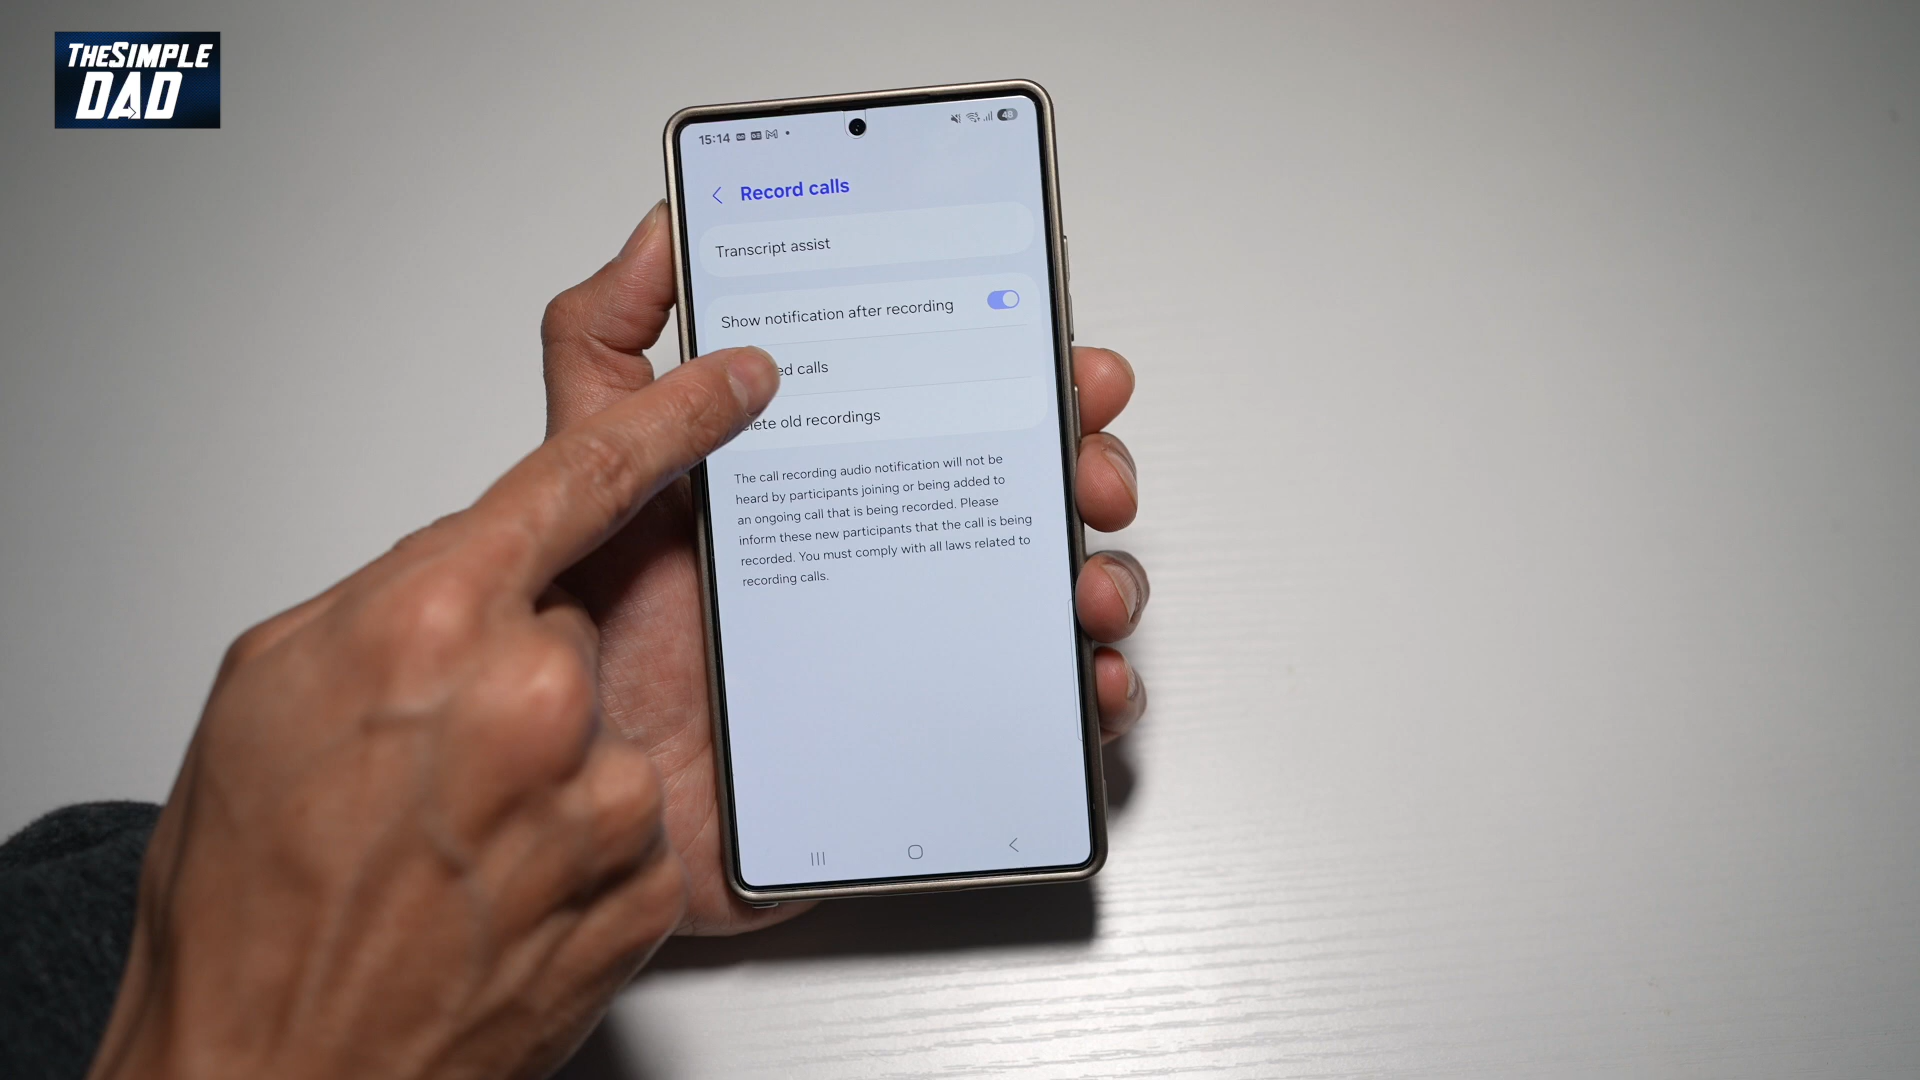 THESIMPLE
DAD
15:14
48
Record calls
Transcript assist
Show notification after recording
calls
old recordings
The call recording audio notification will not be
heard by participants joining or being added to
an ongoing call that is being recorded. Please
inform these new participants that the call is being
recorded. You must comply with all laws related to
recording calls.